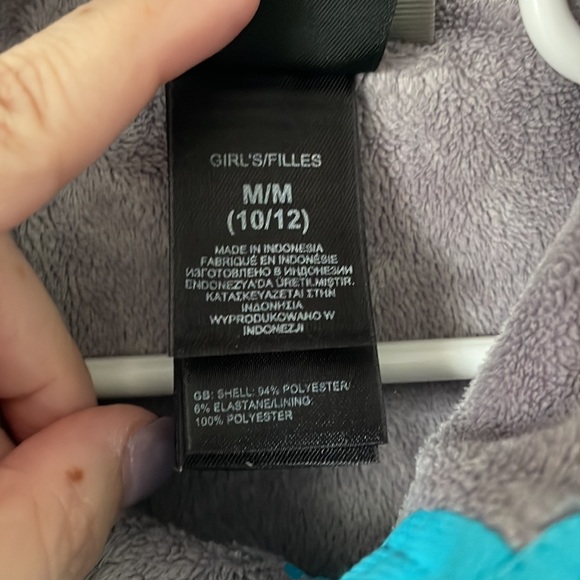 GIRL'S/FILLES
M/M
(10/12)
MADE IN INDONESIA
FABRIQUÉ EN INDONÉSIE
ИЗГОТОВЛЕНО В ИНДОНЕЗИИ
ENDONEZYA'DA ÜRETILMIŞTIR.
ΚΑΤΑΣΚΕΥΑΖΕΤΑΙ ΣΤΗΝ
ΙΝΔΟΝΗΣΙΑ
WYPRODUKOWANO W
INDONEZJI
GB: SHELL: 94% POLYESTER/
6% ELASTANE/LINING:
100% POLYESTER